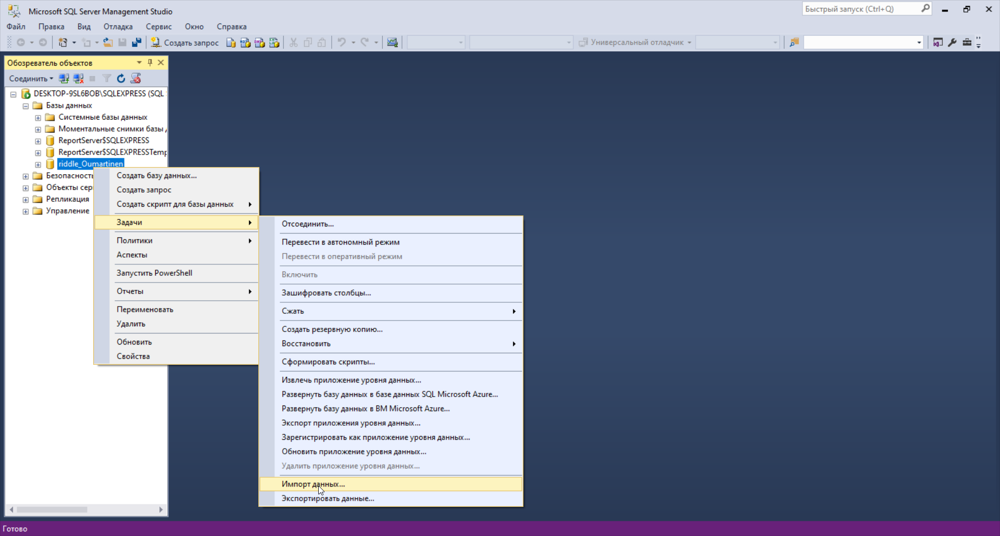 Microsoft SQL Server Management Studio
Быстрый запуск (Ctrl+Q)
Файл Правка Вид Отладка Сервис Окно Справка
Создать запрос
Универсальный отладчик
Обозреватель объектов
Соединить
DESKTOP-9SL6BOB\SQLEXPRESS (SQL
Базы данных
Системные базы данных
Моментальные снимки базы
ReportServer$SQLEXPRESS
ReportServer$SQLEXPRESSTemp
riddle_Oumartinen
Безопасность
Объекты сер
Репликация
Управление
Создать базу данных...
Создать запрос
Создать скрипт для базы данных
Задачи
Политики
Аспекты
Запустить PowerShell
Отчеты
Переименовать
Удалить
Обновить
Свойства
Отсоединить...
Перевести в автономный режим
Перевести в оперативный режим
Включить
Зашифровать столбцы...
Сжать
Создать резервную копию...
Восстановить
Сформировать скрипты...
Извлечь приложение уровня данных...
Развернуть базу данных в базе данных SQL Microsoft Azure...
Развернуть базу данных в ВМ Microsoft Azure...
Экспорт приложения уровня данных...
Зарегистрировать как приложение уровня данных...
Обновить приложение уровня данных...
Удалить приложение уровня данных...
Импорт данных...
Экспортировать данные...
Готово